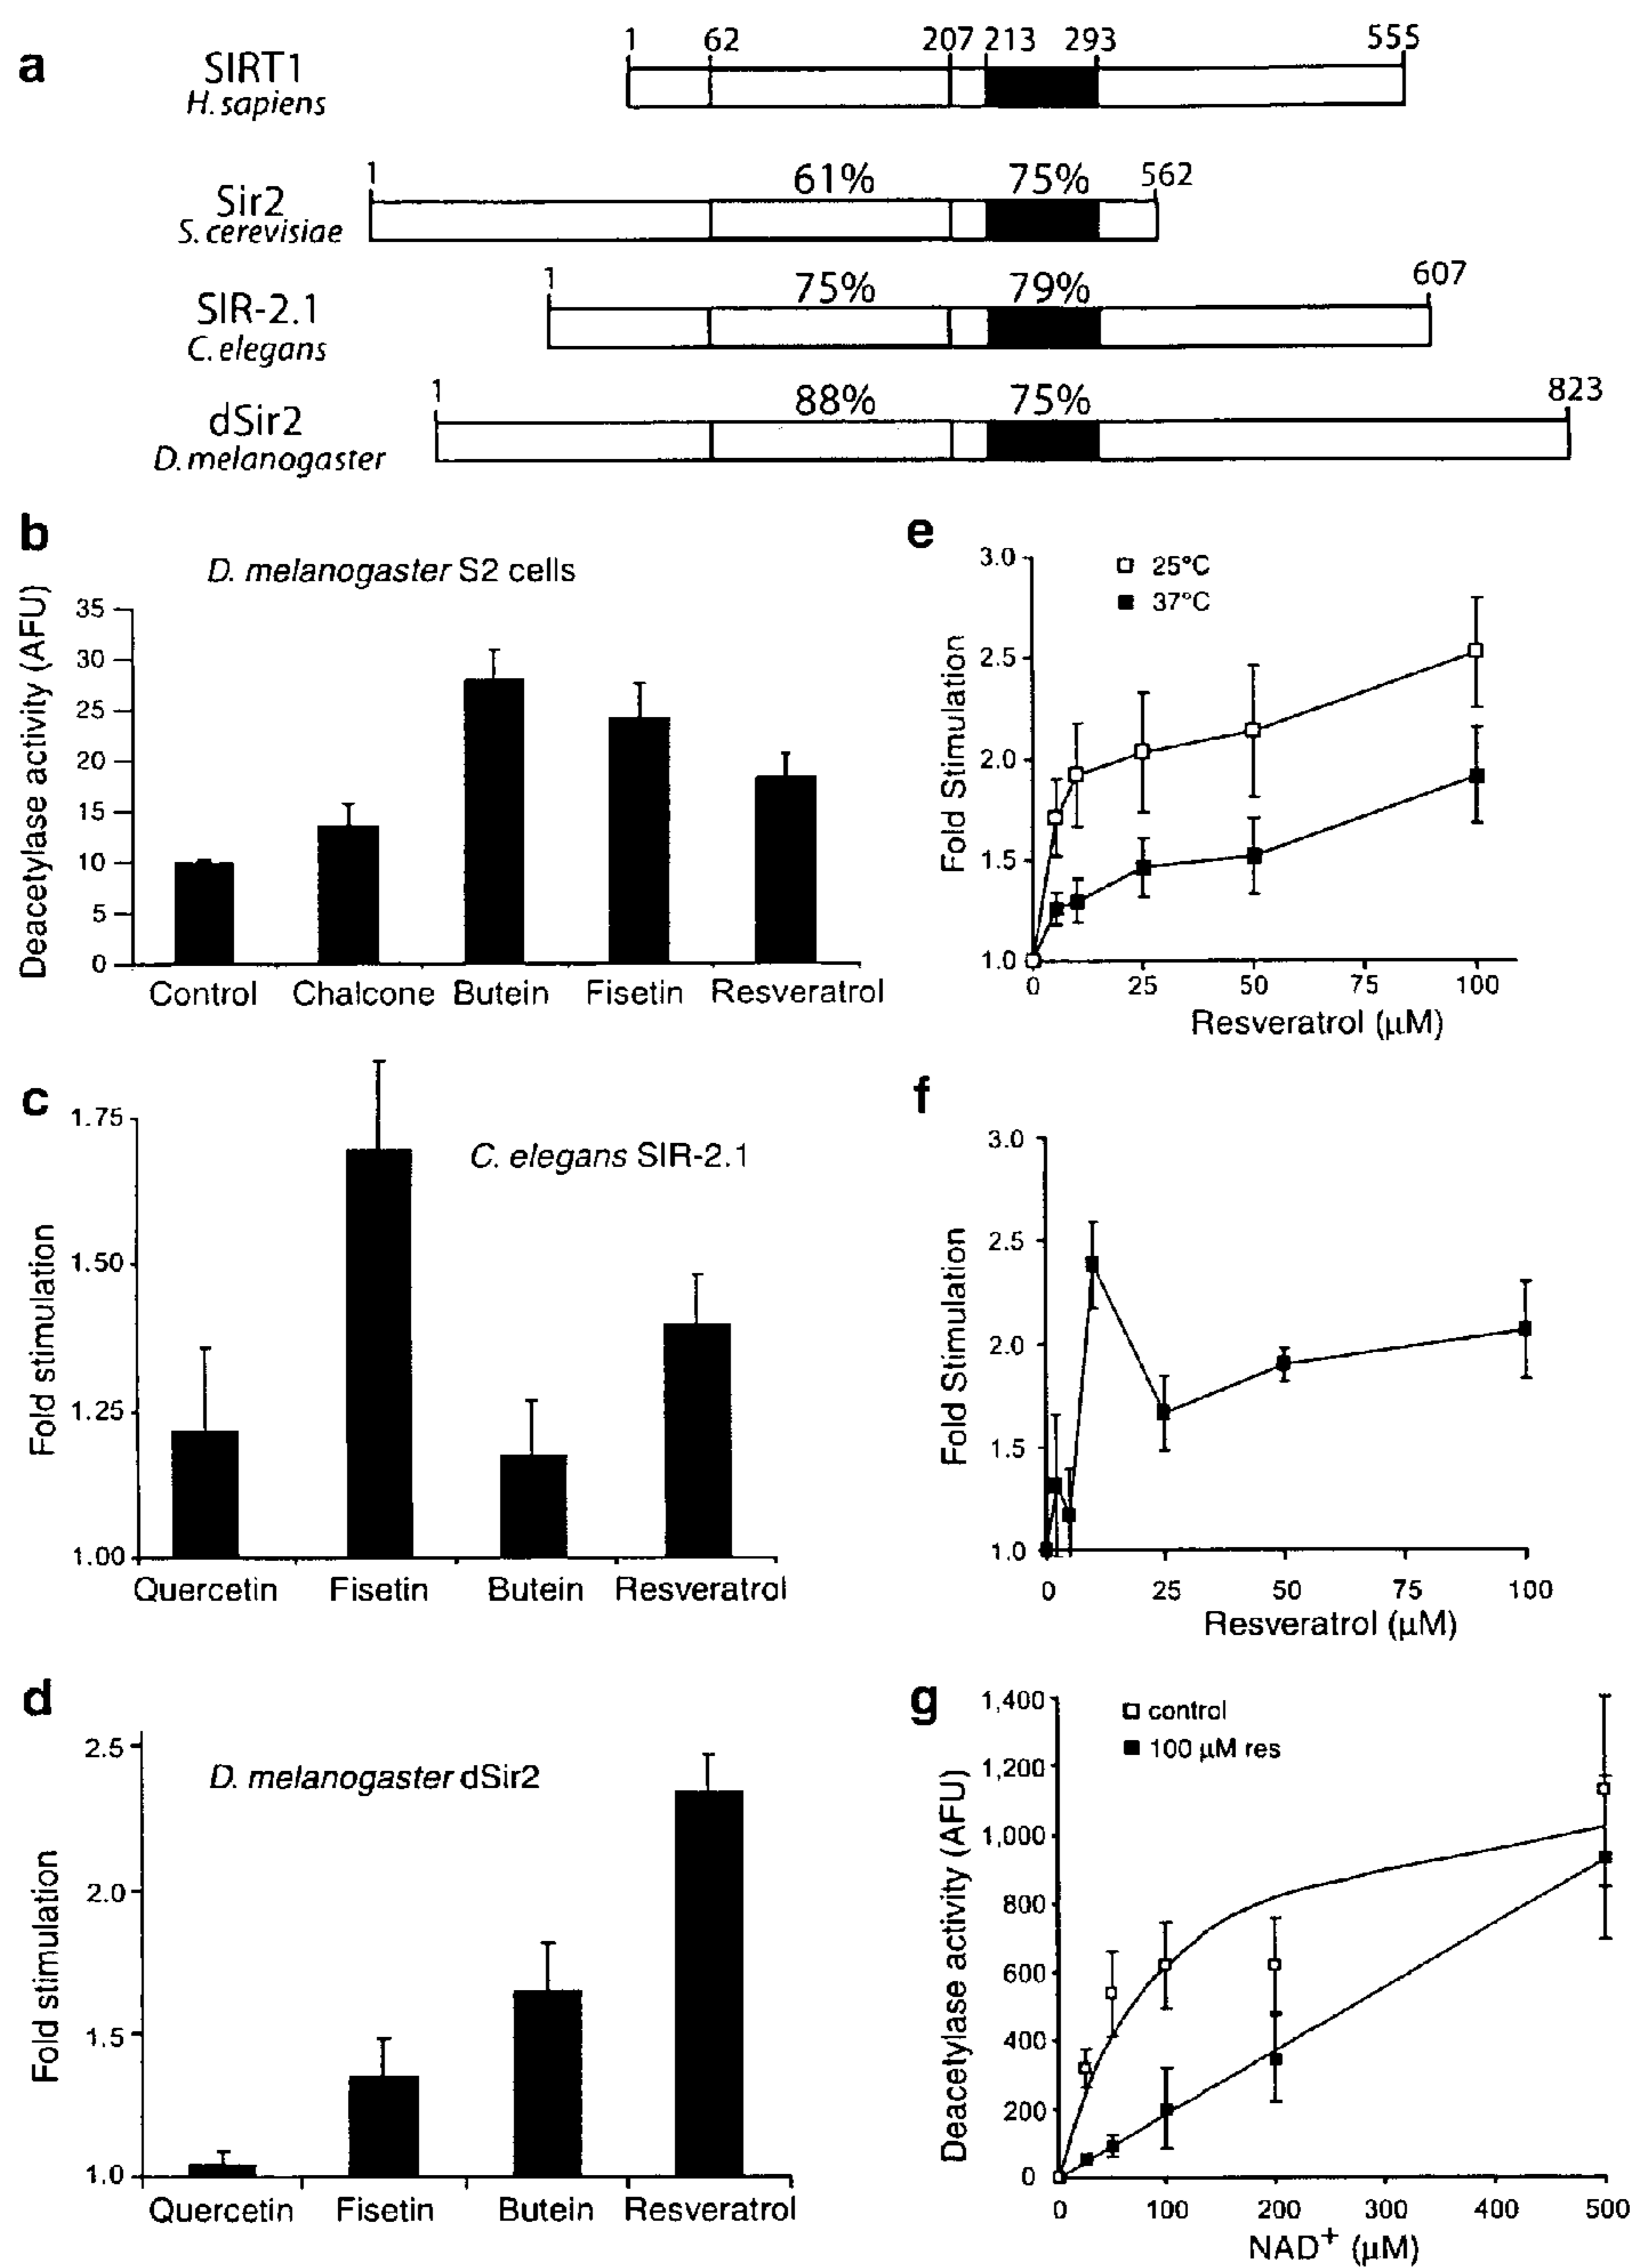 a
1 62 207 213 293 555
SIRT1
H. sapiens
1 61% 75% 562
Sir2
S. cerevisiae
1 75% 79% 607
SIR-2.1
C. elegans
1 88% 75% 823
dSir2
D. melanogaster
b
D. melanogaster S2 cells
Deacetylase activity (AFU)
35
30
25
20
15
10
5
0
Control Chalcone Butein Fisetin Resveratrol
c
C. elegans SIR-2.1
Fold stimulation
1.75
1.50
1.25
1.00
Quercetin Fisetin Butein Resveratrol
d
D. melanogaster dSir2
Fold stimulation
2.5
2.0
1.5
1.0
Quercetin Fisetin Butein Resveratrol
e
25°C
37°C
Fold Stimulation
3.0
2.5
2.0
1.5
1.0
0 25 50 75 100
Resveratrol (µM)
f
Fold Stimulation
3.0
2.5
2.0
1.5
1.0
0 25 50 75 100
Resveratrol (µM)
g
control
100 µM res
Deacetylase activity (AFU)
1,400
1,200
1,000
800
600
400
200
0
0 100 200 300 400 500
NAD+ (µM)